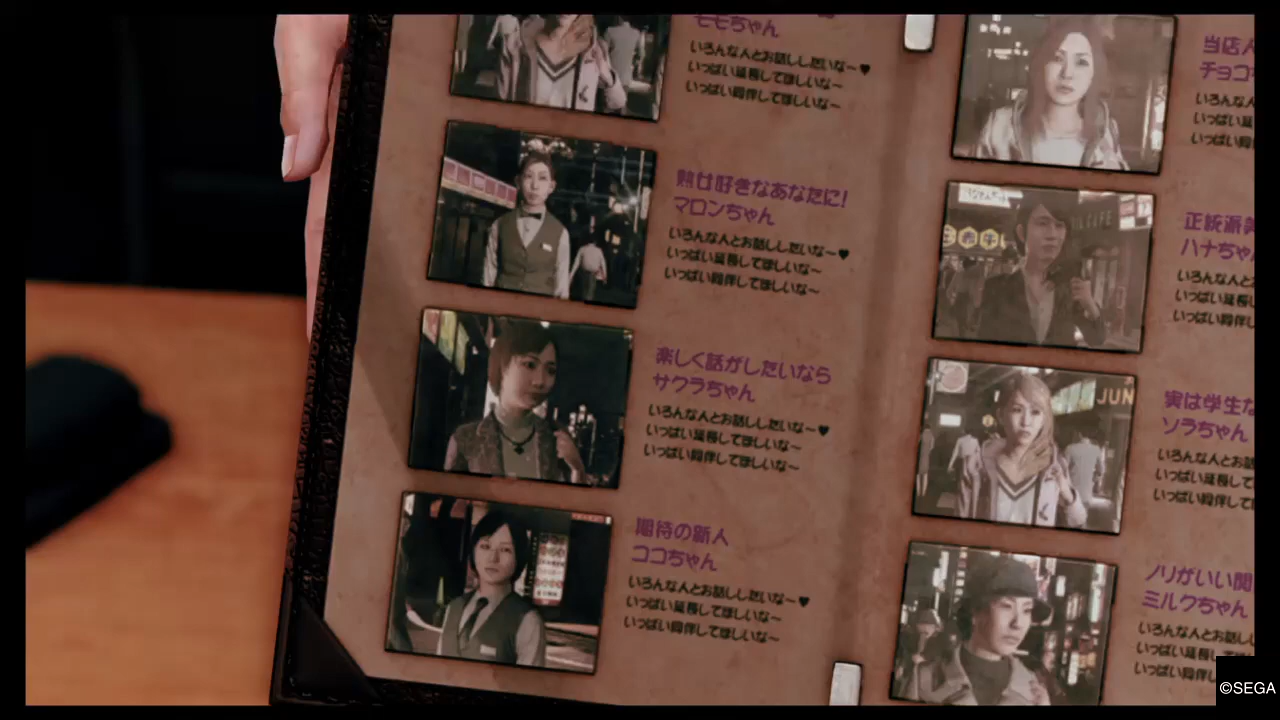 モモちゃん
いろんな人とお話ししたいな～♥
いっぱい延長してほしいな～
いっぱい同伴してほしいな～
熟女好きなあなたに!
マロンちゃん
いろんな人とお話ししたいな～♥
いっぱい延長してほしいな～
いっぱい同伴してほしいな～
楽しく話がしたいなら
サクラちゃん
いろんな人とお話ししたいな～♥
いっぱい延長してほしいな～
いっぱい同伴してほしいな～
期待の新人
ココちゃん
いろんな人とお話ししたいな～♥
いっぱい延長してほしいな～
いっぱい同伴してほしいな～
当店
チョコ
いろんな
いっぱい
いっぱい同
正統派
ハナちゃ
いろんな人
いっぱい延
いっぱい同
JUN
実は学生
ソラちゃん
いろんな人とお
いっぱい延長して
いっぱい同伴して
ノリがいい関
ミルクちゃん
いろんな人とお話し
いっぱい延長
いっぱい同伴
©SEGA